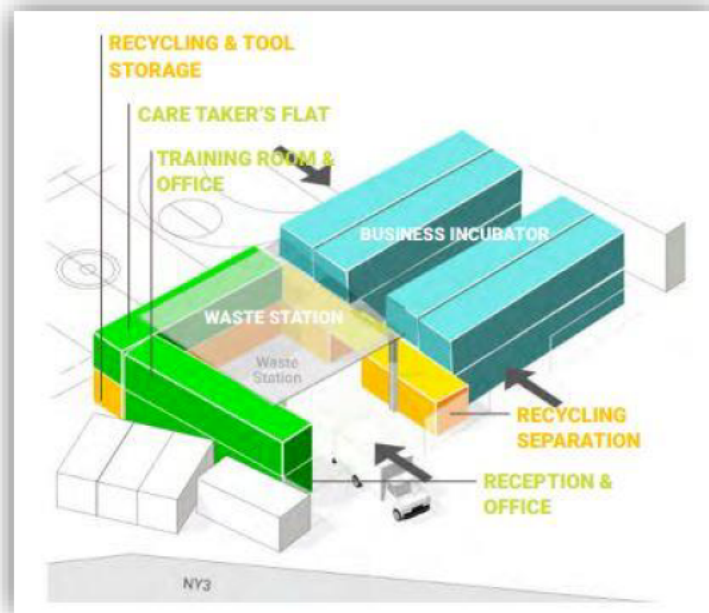 RECYCLING & TOOL
STORAGE
CARE TAKER'S FLAT
TRAINING ROOM &
OFFICE
BUSINESS INCUBATOR
WASTE STATION
Waste
Station
RECYCLING
SEPARATION
RECEPTION &
OFFICE
NY3